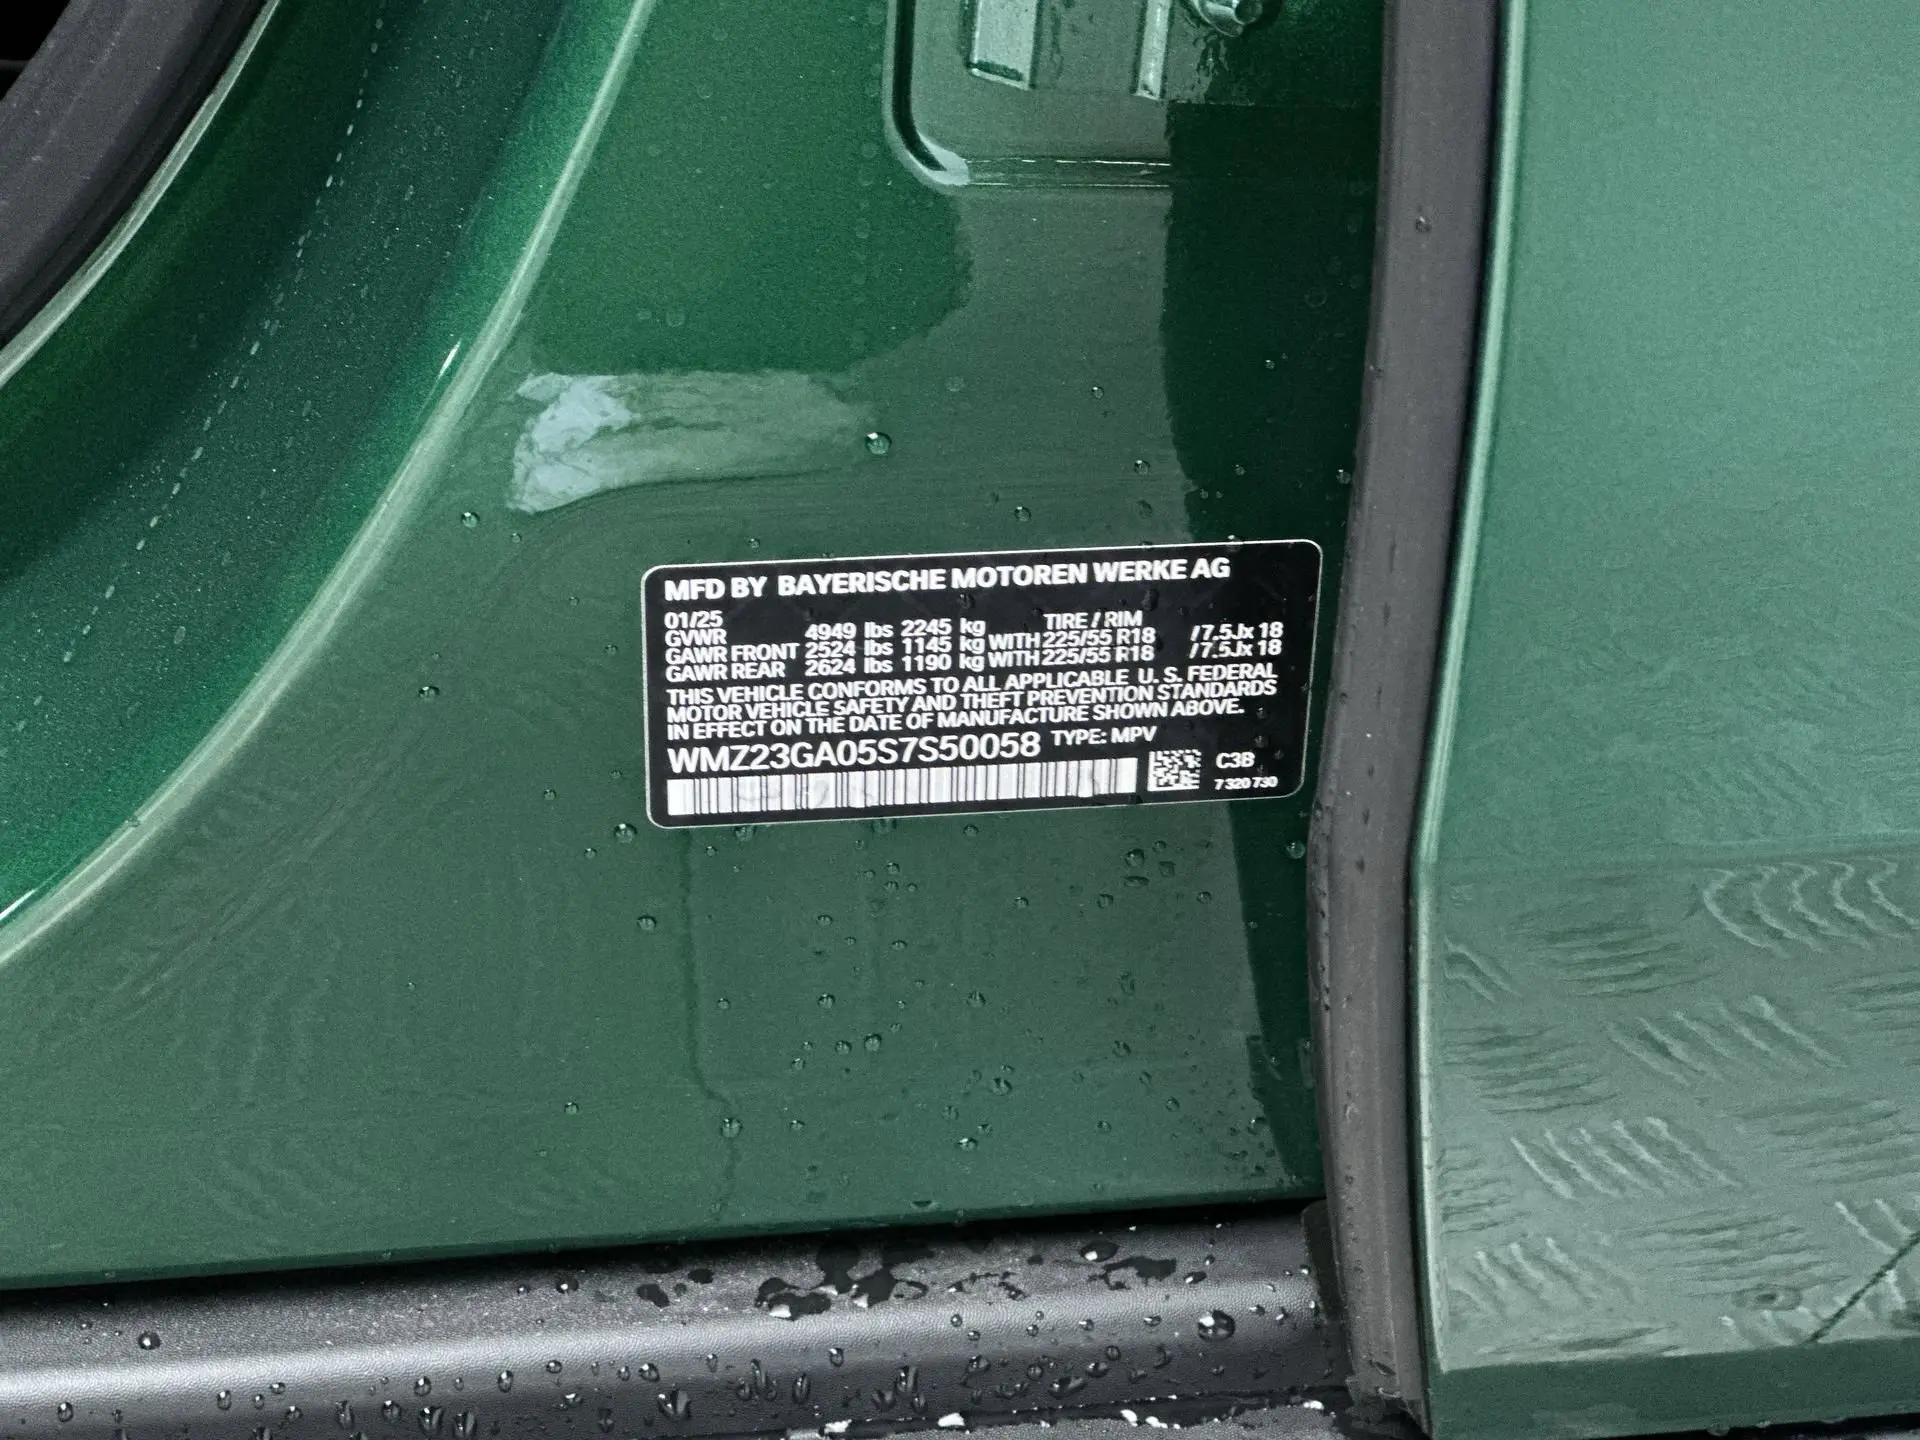 MFD BY BAYERISCHE MOTOREN WERKE AG
01/25 TIRE / RIM
GVWR 4949 lbs 2245 kg
GAWR FRONT 2524 lbs 1145 kg WITH 225/55 R18 /7.5Jx 18
GAWR REAR 2624 lbs 1190 kg WITH 225/55 R18 /7.5Jx 18
THIS VEHICLE CONFORMS TO ALL APPLICABLE U. S. FEDERAL
MOTOR VEHICLE SAFETY AND THEFT PREVENTION STANDARDS
IN EFFECT ON THE DATE OF MANUFACTURE SHOWN ABOVE.
WMZ23GA05S7S50058 TYPE: MPV
C3B
7 320 730